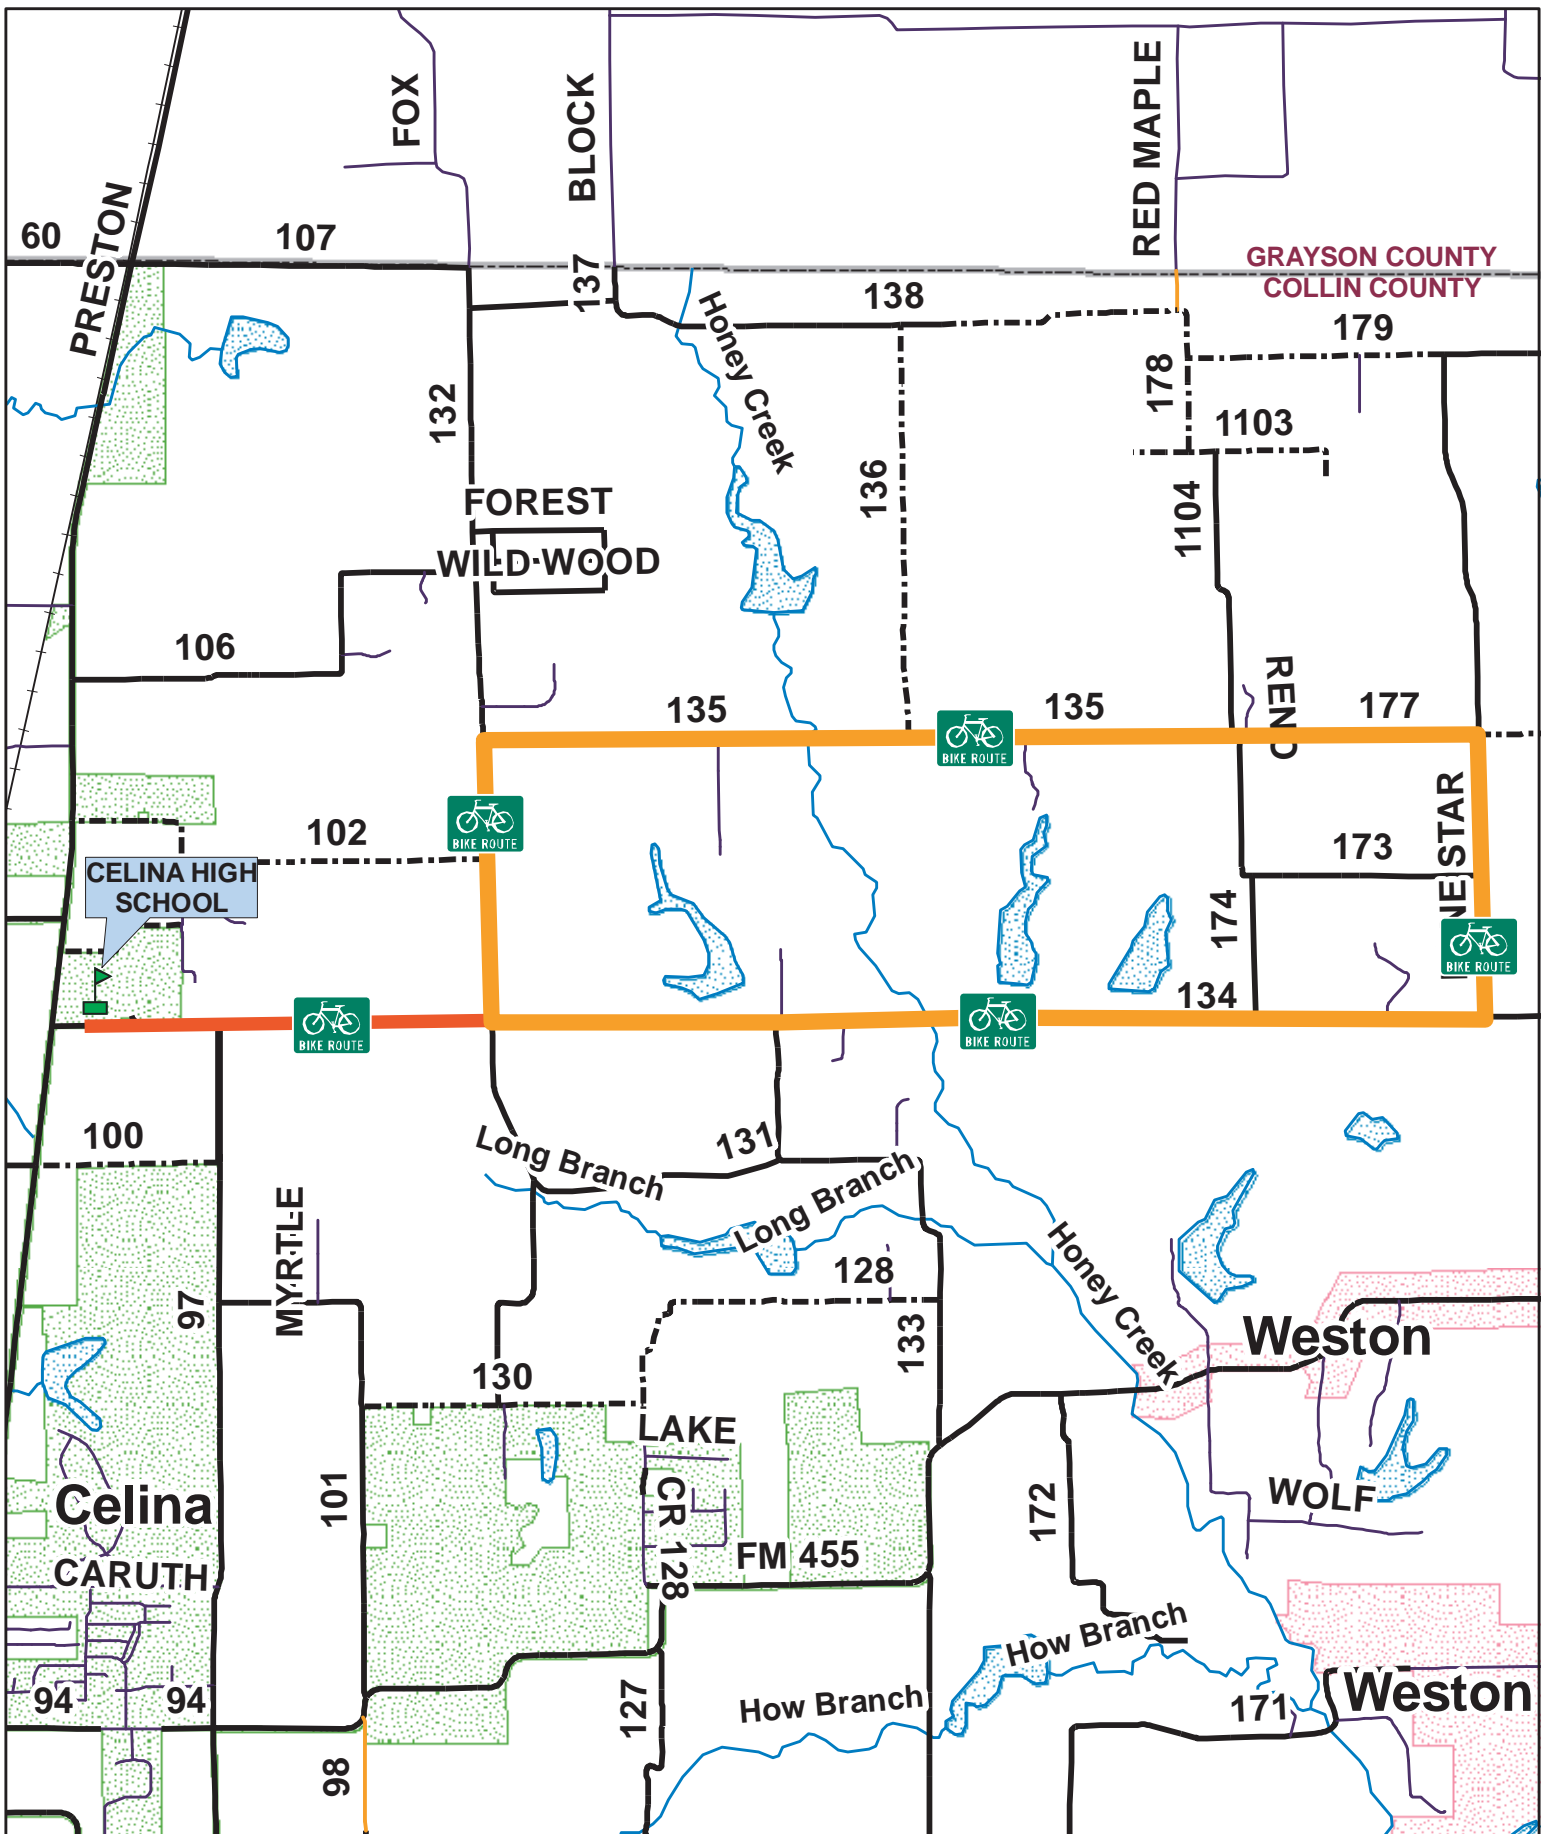 FOX
BLOCK
RED MAPLE
PRESTON
60
107
137
138
GRAYSON COUNTY
COLLIN COUNTY
179
Honey Creek
132
178
1103
136
1104
FOREST
WILD WOOD
106
RENO
135
135
177
BIKE ROUTE
BIKE ROUTE
102
173
NE STAR
CELINA HIGH
SCHOOL
174
BIKE ROUTE
134
BIKE ROUTE
BIKE ROUTE
100
131
Long Branch
Long Branch
MYRTLE
97
128
133
Honey Creek
Weston
130
LAKE
101
CR 128
172
WOLF
Celina
FM 455
CARUTH
How Branch
94
94
127
How Branch
171
Weston
98